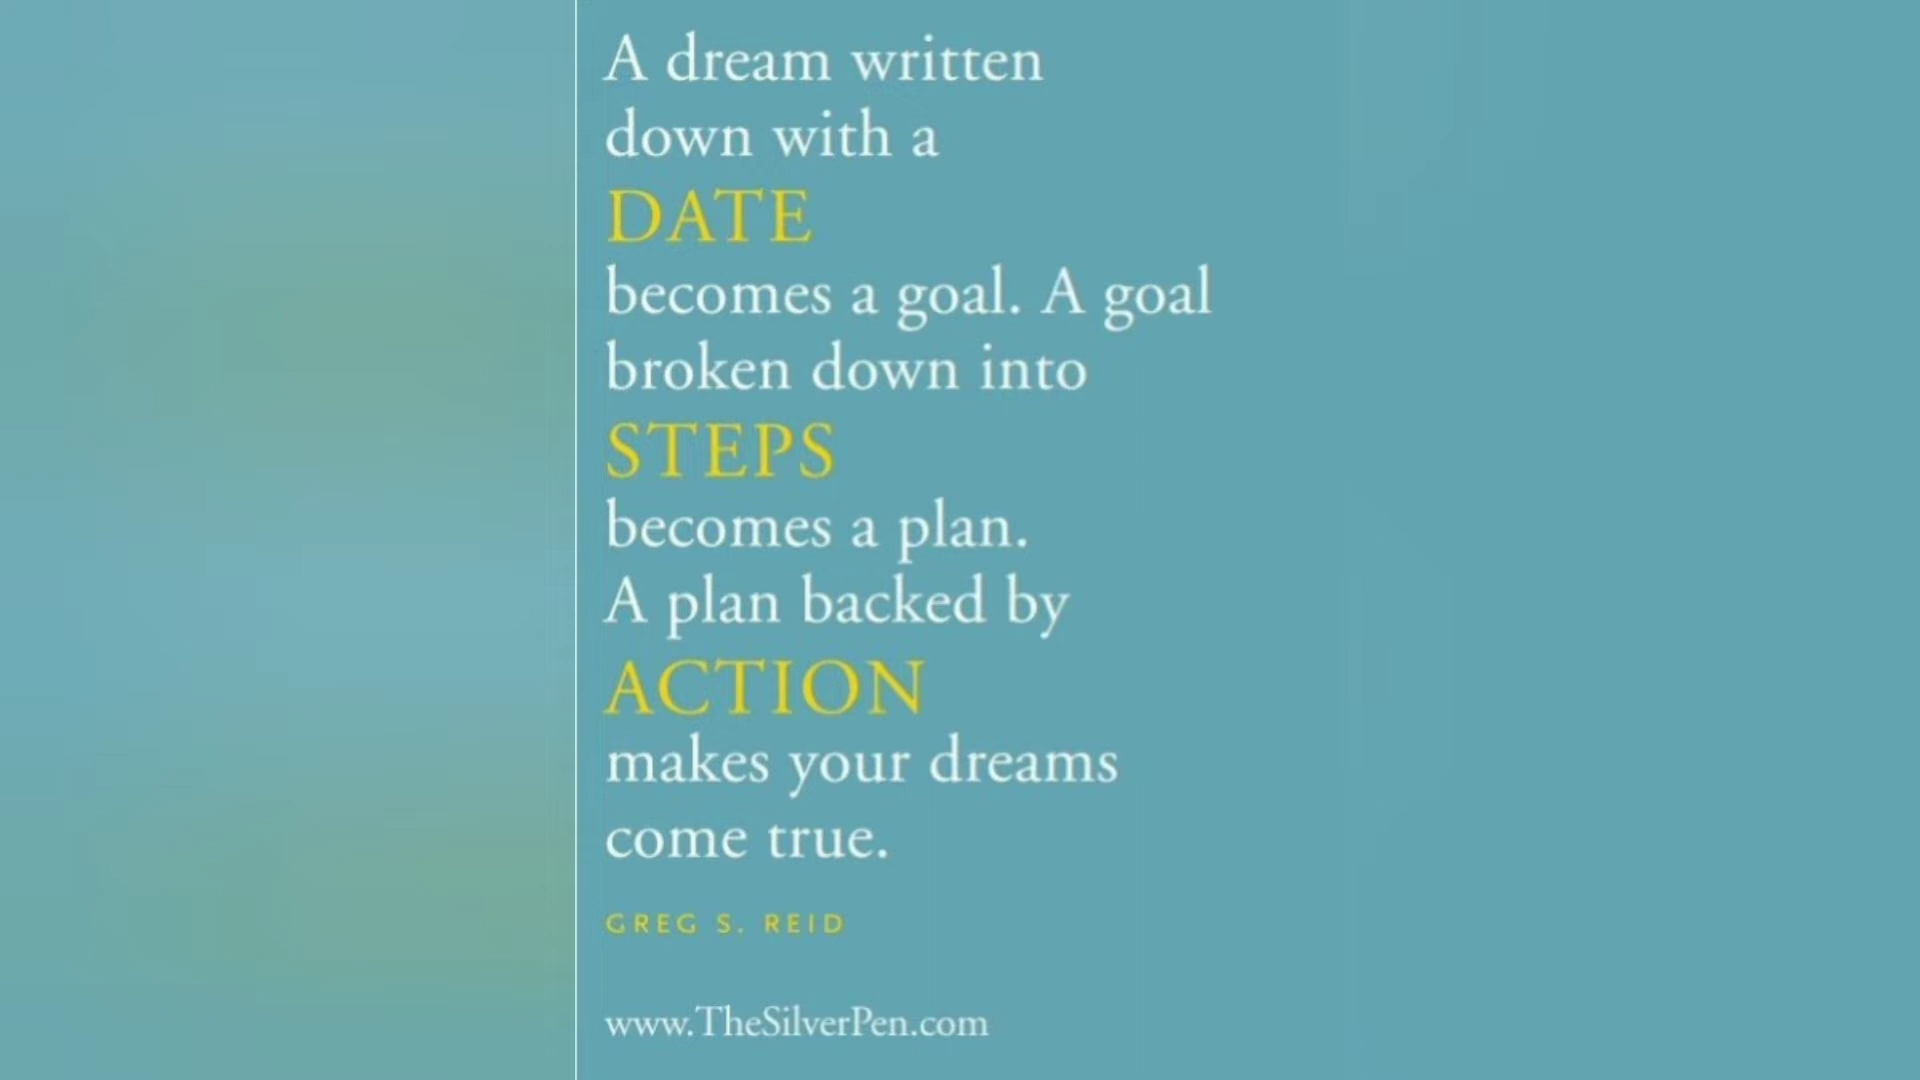 A dream written
down with a
DATE
becomes a goal. A goal
broken down into
STEPS
becomes a plan.
A plan backed by
ACTION
makes your dreams
come true.
GREG S. REID
www.TheSilverPen.com